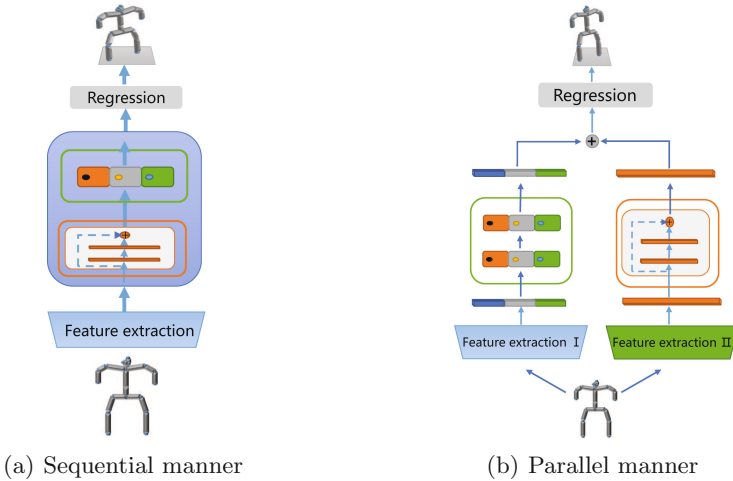 Regression
Feature extraction
(a) Sequential manner
Regression
Feature extraction I
Feature extraction II
(b) Parallel manner